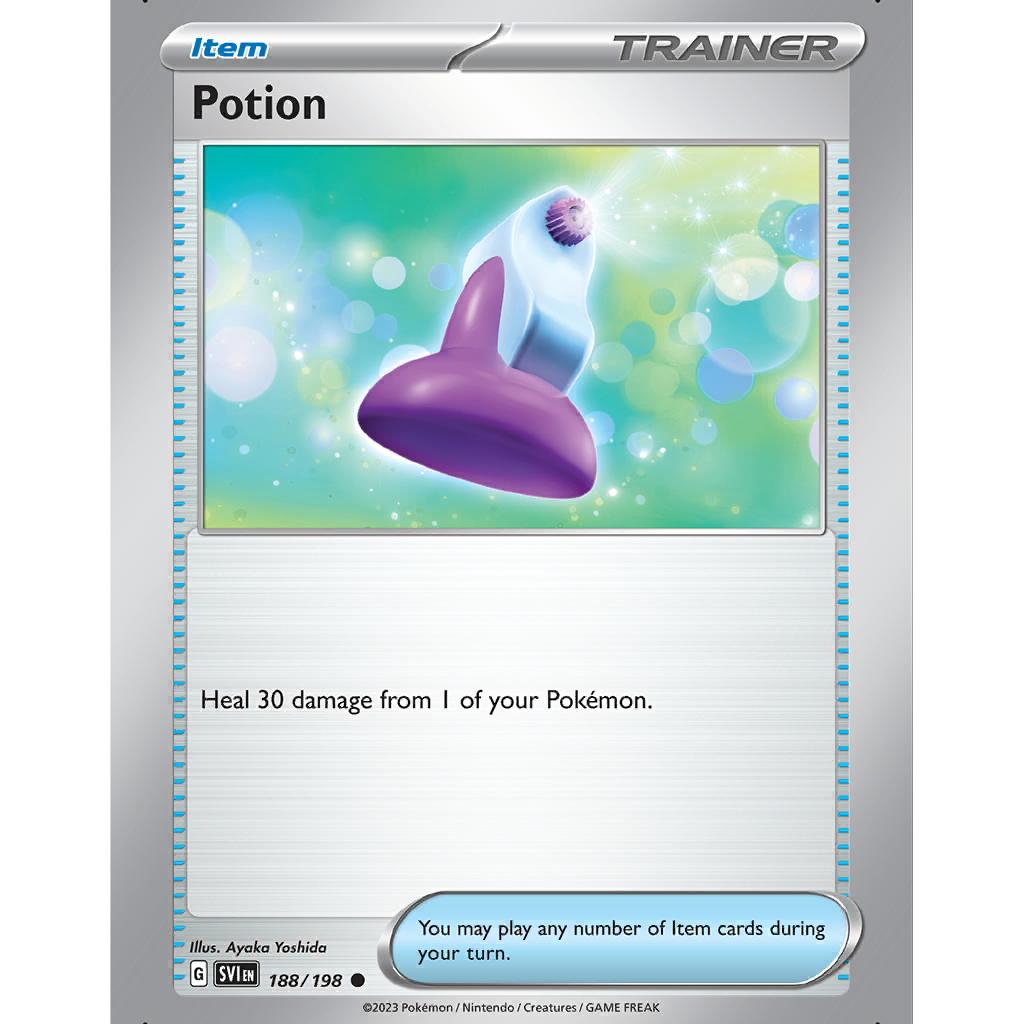 Item
TRAINER
Potion
Heal 30 damage from 1 of your Pokémon.
You may play any number of Item cards during
your turn.
Illus. Ayaka Yoshida
G SVI EN 188/198
©2023 Pokémon / Nintendo / Creatures / GAME FREAK